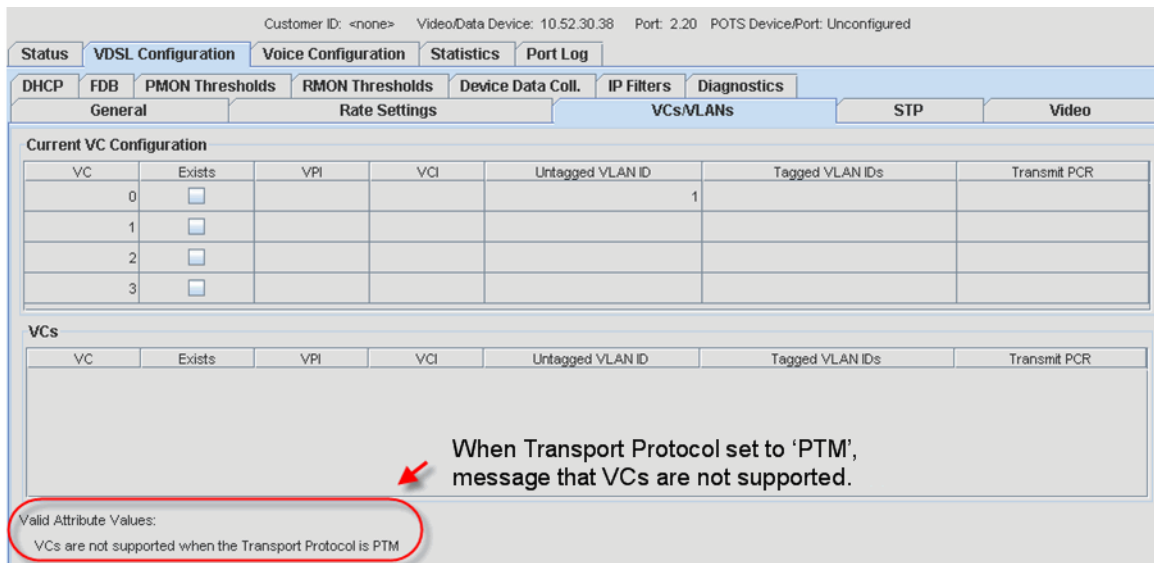 Customer ID: <none> Video/Data Device: 10.52.30.38 Port: 2.20 POTS Device/Port: Unconfigured
Status VDSL Configuration Voice Configuration Statistics Port Log
DHCP FDB PMON Thresholds RMON Thresholds Device Data Coll. IP Filters Diagnostics
General Rate Settings VCs/VLANs STP Video
Current VC Configuration
VC Exists VPI VCI Untagged VLAN ID Tagged VLAN IDs Transmit PCR
0 1
1
2
3
VCs
VC Exists VPI VCI Untagged VLAN ID Tagged VLAN IDs Transmit PCR
When Transport Protocol set to ‘PTM’,
message that VCs are not supported.
Valid Attribute Values:
VCs are not supported when the Transport Protocol is PTM